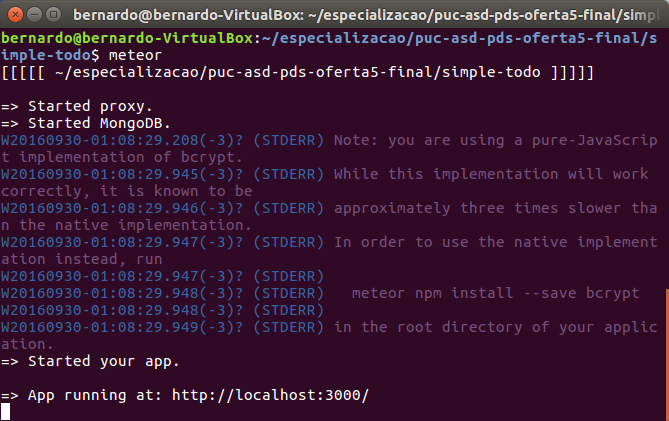 bernardo@bernardo-VirtualBox: ~/especializacao/puc-asd-pds-oferta5-final/simpl
bernardo@bernardo-VirtualBox:~/especializacao/puc-asd-pds-oferta5-final/s
imple-todo$ meteor
[[[[[ ~/especializacao/puc-asd-pds-oferta5-final/simple-todo ]]]]]
=> Started proxy.
=> Started MongoDB.
W20160930-01:08:29.208(-3)? (STDERR) Note: you are using a pure-JavaScrip
t implementation of bcrypt.
W20160930-01:08:29.945(-3)? (STDERR) While this implementation will work
correctly, it is known to be
W20160930-01:08:29.946(-3)? (STDERR) approximately three times slower tha
n the native implementation.
W20160930-01:08:29.947(-3)? (STDERR) In order to use the native implement
ation instead, run
W20160930-01:08:29.947(-3)? (STDERR)
W20160930-01:08:29.948(-3)? (STDERR)   meteor npm install --save bcrypt
W20160930-01:08:29.948(-3)? (STDERR)
W20160930-01:08:29.949(-3)? (STDERR) in the root directory of your applic
ation.
=> Started your app.
=> App running at: http://localhost:3000/